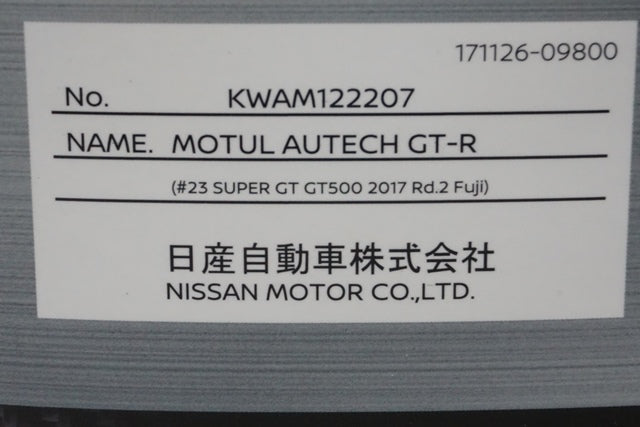 171126-09800
No. KWAM122207
NAME. MOTUL AUTECH GT-R
(#23 SUPER GT GT500 2017 Rd.2 Fuji)
日産自動車株式会社
NISSAN MOTOR CO.,LTD.